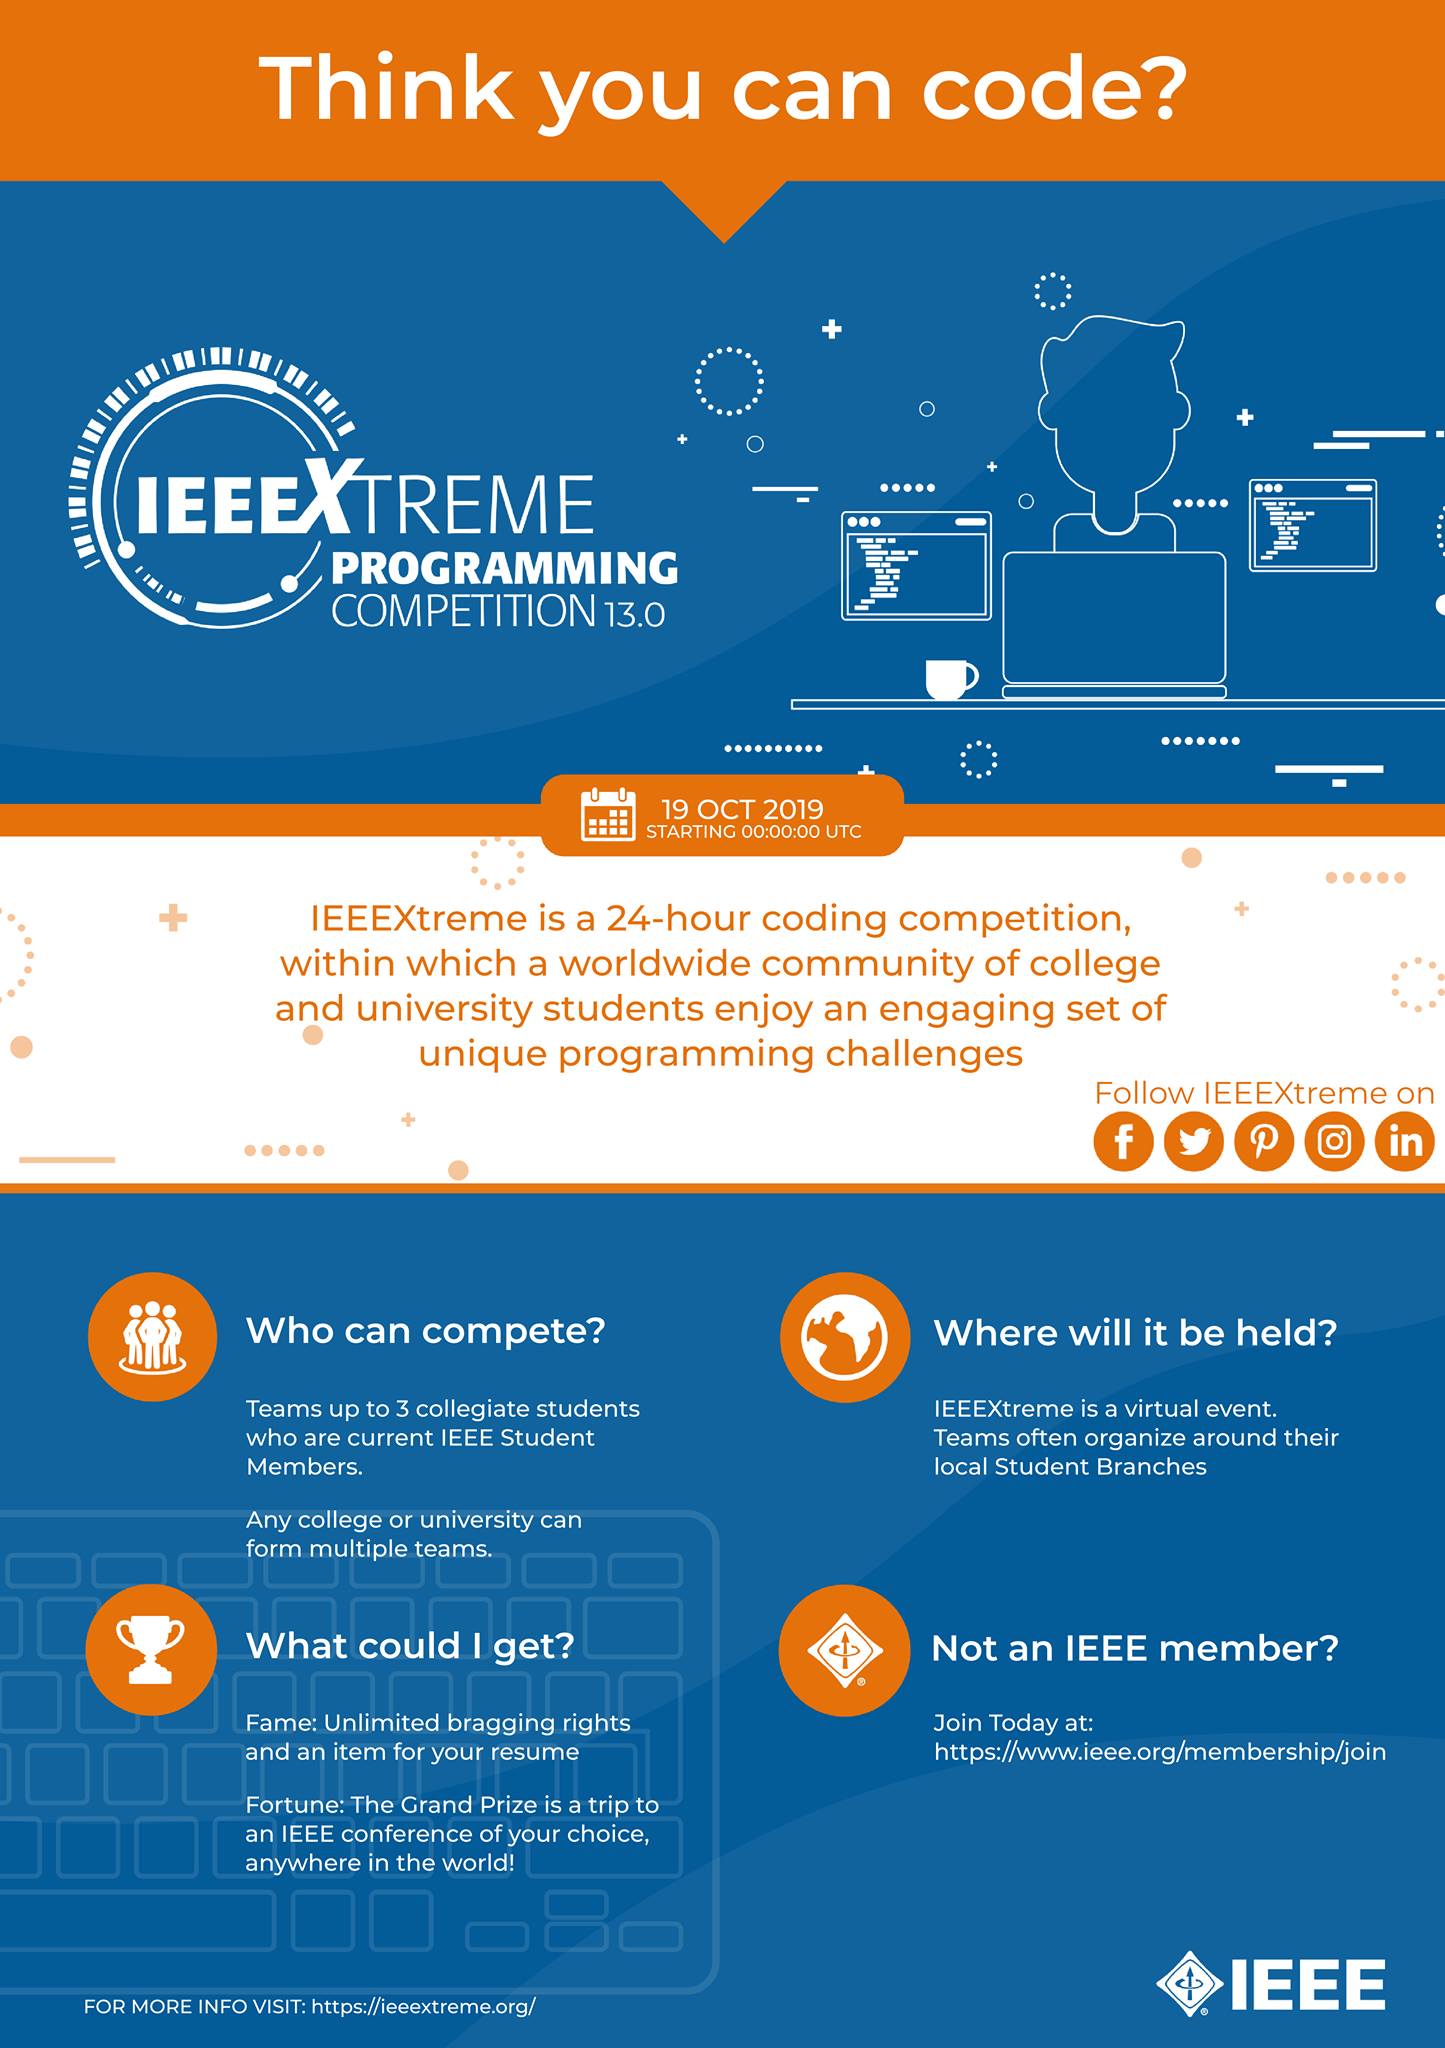 Think you can code?
IEEEXTREME
PROGRAMMING
COMPETITION 13.0
19 OCT 2019
STARTING 00:00:00 UTC
IEEEXtreme is a 24-hour coding competition,
within which a worldwide community of college
and university students enjoy an engaging set of
unique programming challenges
Follow IEEEXtreme on
Who can compete?
Teams up to 3 collegiate students
who are current IEEE Student
Members.
Any college or university can
form multiple teams.
Where will it be held?
IEEEXtreme is a virtual event.
Teams often organize around their
local Student Branches
What could I get?
Fame: Unlimited bragging rights
and an item for your resume
Fortune: The Grand Prize is a trip to
an IEEE conference of your choice,
anywhere in the world!
Not an IEEE member?
Join Today at:
https://www.ieee.org/membership/join
FOR MORE INFO VISIT: https://ieeextreme.org/
IEEE